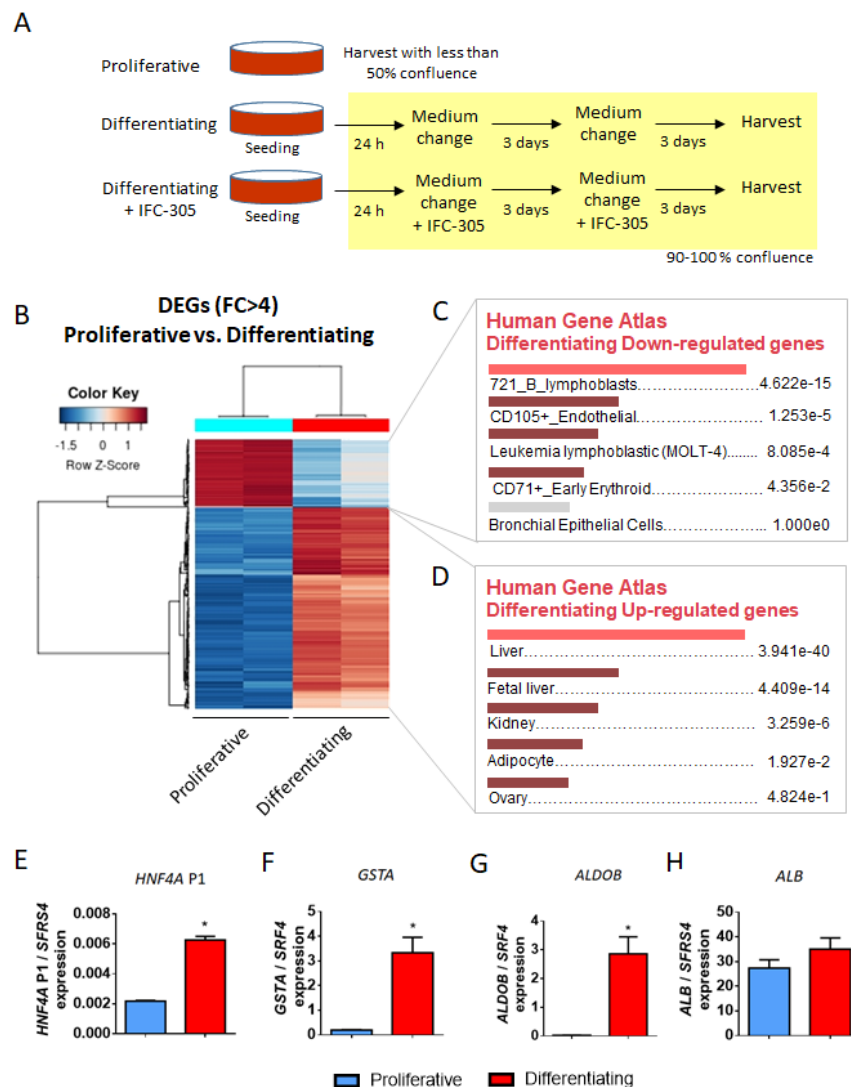 A
Proliferative
Harvest with less than
50% confluence
Differentiating
Seeding
24 h
Medium
change
3 days
Medium
change
3 days
Harvest
Differentiating
+ IFC-305
Seeding
24 h
Medium
change
+ IFC-305
3 days
Medium
change
+ IFC-305
3 days
Harvest
90-100 % confluence
B
DEGs (FC>4)
Proliferative vs. Differentiating
Color Key
-1.5 0 1
Row Z-Score
Proliferative
Differentiating
C
Human Gene Atlas
Differentiating Down-regulated genes
721_B_lymphoblasts........................ 4.622e-15
CD105+_Endothelial........................ 1.253e-5
Leukemia lymphoblastic (MOLT-4)........ 8.085e-4
CD71+_Early Erythroid..................... 4.356e-2
Bronchial Epithelial Cells..................... 1.000e0
D
Human Gene Atlas
Differentiating Up-regulated genes
Liver................................................ 3.941e-40
Fetal liver.......................................... 4.409e-14
Kidney.............................................. 3.259e-6
Adipocyte.......................................... 1.927e-2
Ovary............................................... 4.824e-1
E
HNF4A P1
HNF4A P1 / SFRS4
expression
0.008
0.006
0.004
0.002
0.000
*
F
GSTA
GSTA / SRF4
expression
5
4
3
2
1
0
*
G
ALDOB
ALDOB / SRF4
expression
4
3
2
1
0
*
H
ALB
ALB / SFRS4
expression
50
40
30
20
10
0
Proliferative
Differentiating